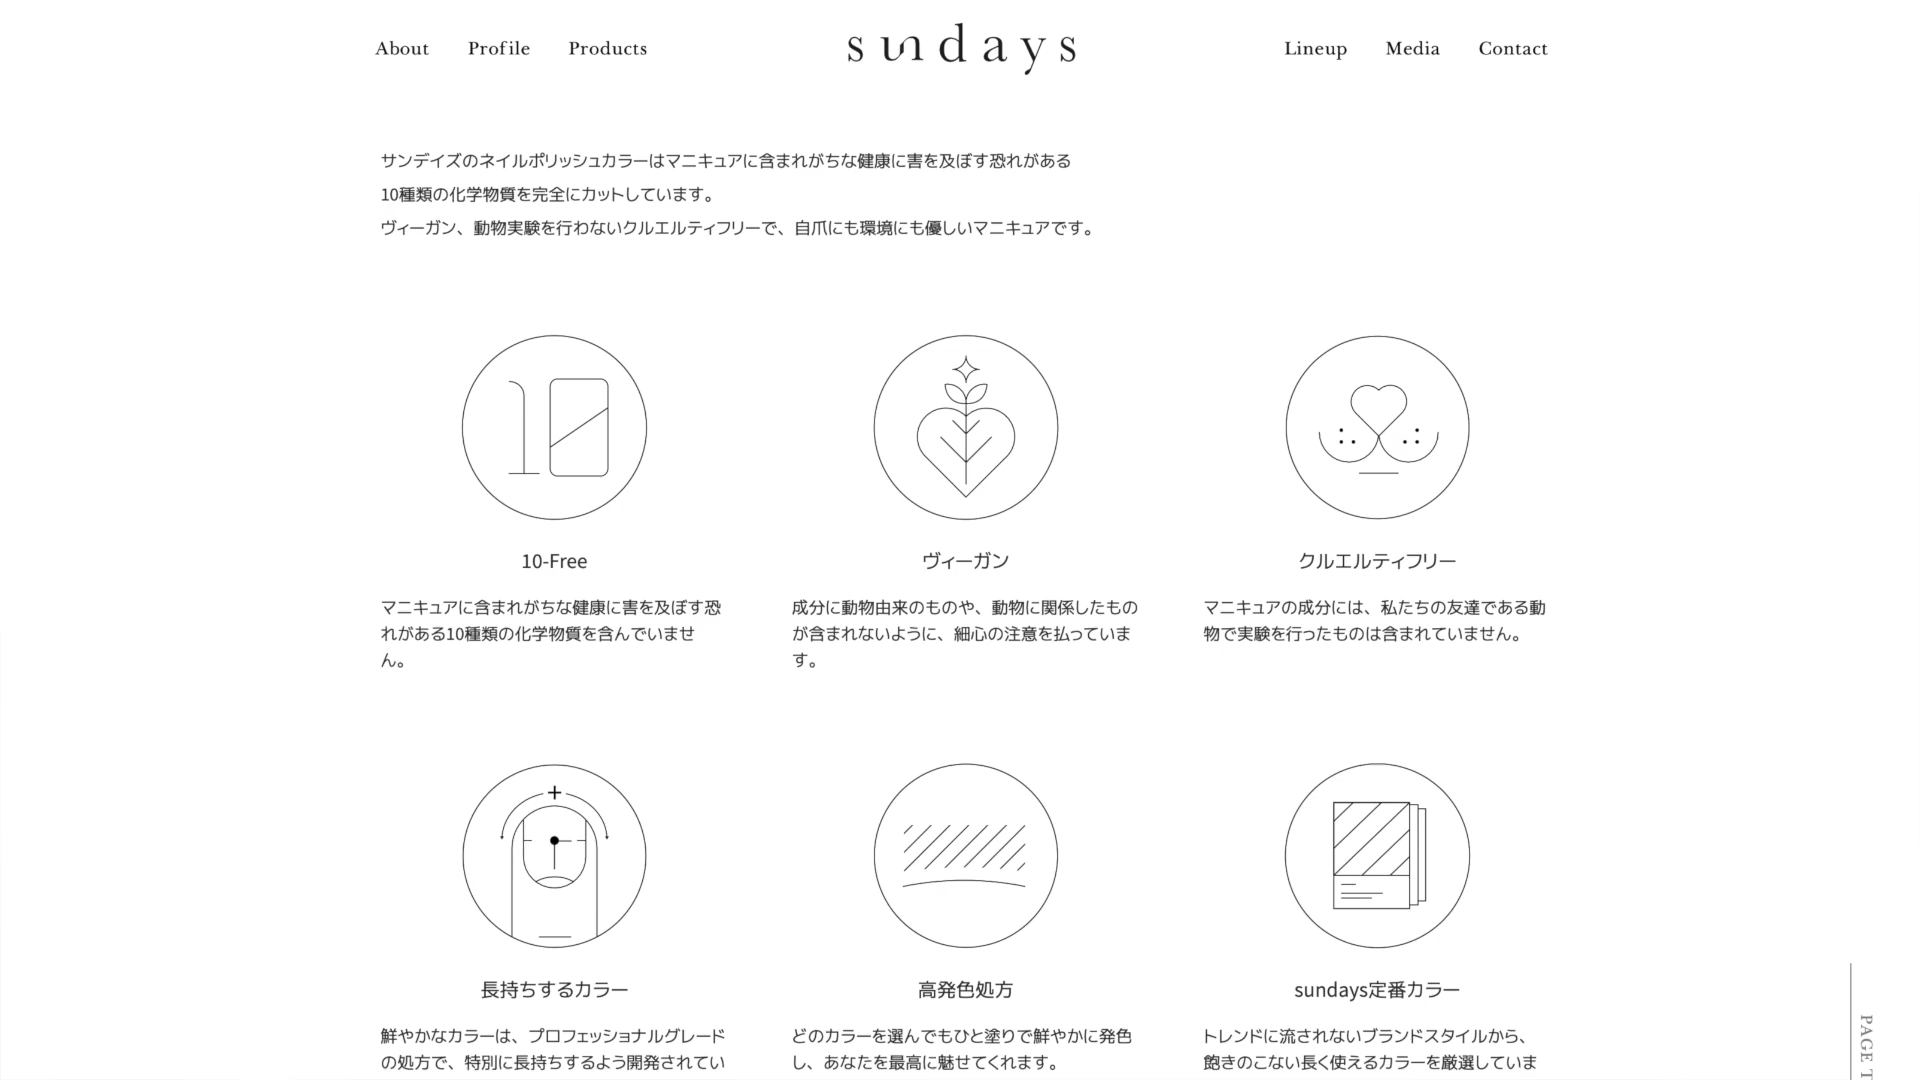 About Profile Products sundays Lineup Media Contact
サンデイズのネイルポリッシュカラーはマニキュアに含まれがちな健康に害を及ぼす恐れがある
10種類の化学物質を完全にカットしています。
ヴィーガン、動物実験を行わないクルエルティフリーで、自爪にも環境にも優しいマニキュアです。
10-Free
マニキュアに含まれがちな健康に害を及ぼす恐
れがある10種類の化学物質を含んでいませ
ん。
ヴィーガン
成分に動物由来のものや、動物に関係したもの
が含まれないように、細心の注意を払っていま
す。
クルエルティフリー
マニキュアの成分には、私たちの友達である動
物で実験を行ったものは含まれていません。
長持ちするカラー
鮮やかなカラーは、プロフェッショナルグレード
の処方で、特別に長持ちするよう開発されてい
高発色処方
どのカラーを選んでもひと塗りで鮮やかに発色
し、あなたを最高に魅せてくれます。
sundays定番カラー
トレンドに流されないブランドスタイルから、
飽きのこない長く使えるカラーを厳選していま
PAGE T